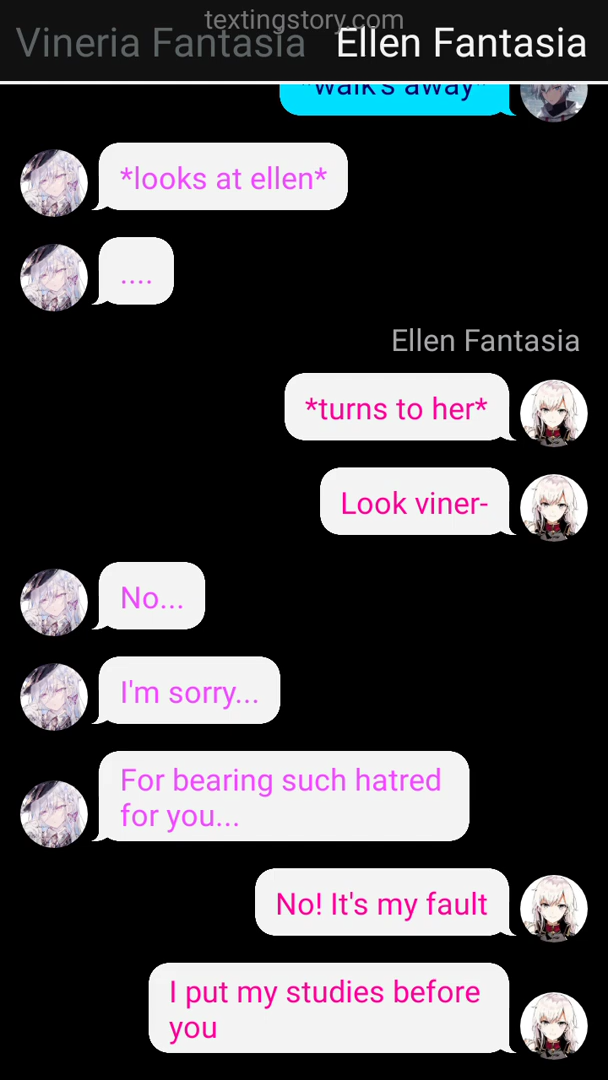 textingstory.com
Vineria Fantasia Ellen Fantasia
*walk's away*
*looks at ellen*
....
Ellen Fantasia
*turns to her*
Look viner-
No...
I'm sorry...
For bearing such hatred
for you...
No! It's my fault
I put my studies before
you